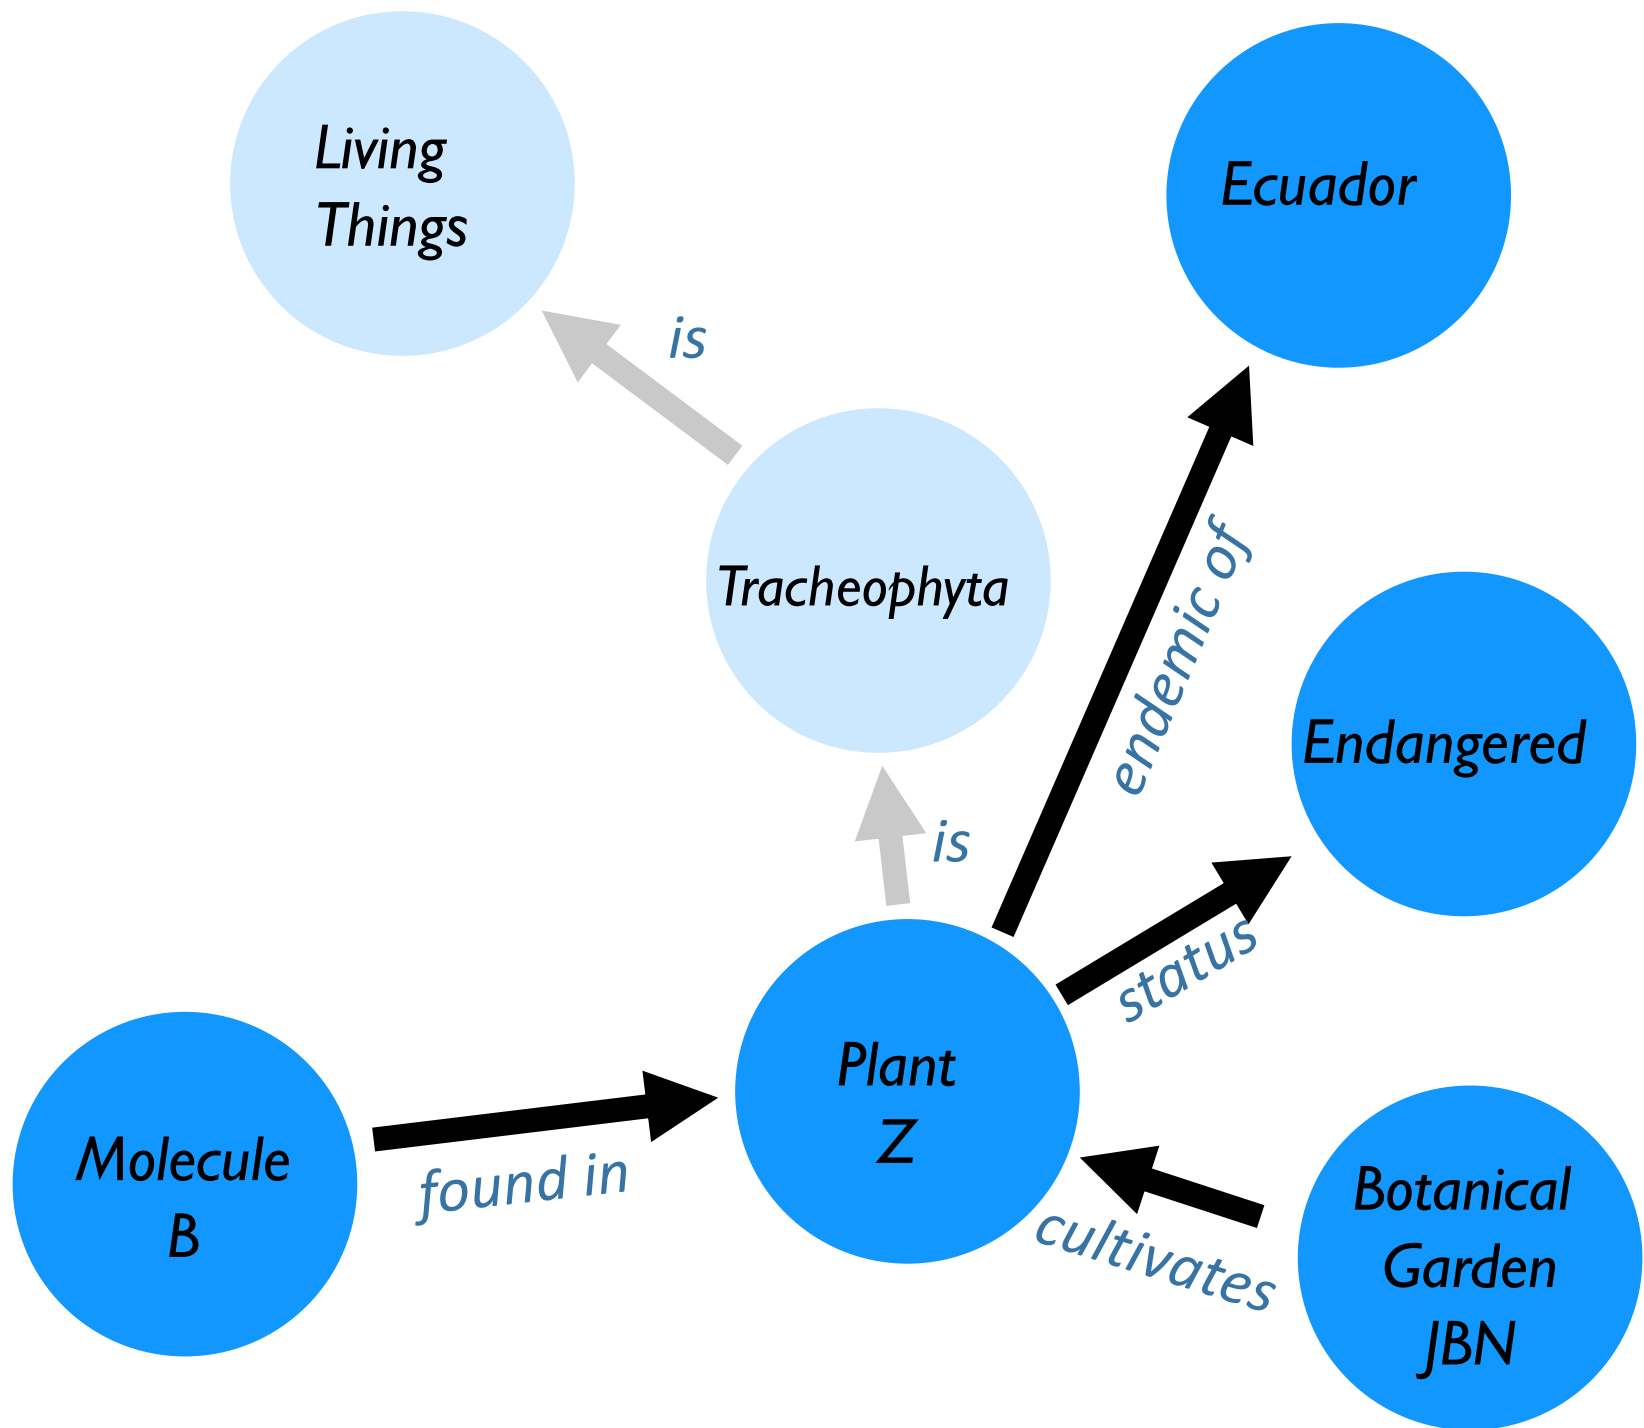 Living
Things
Ecuador
is
Tracheophyta
endemic of
Endangered
is
status
Plant
Z
Molecule
B
found in
cultivates
Botanical
Garden
JBN